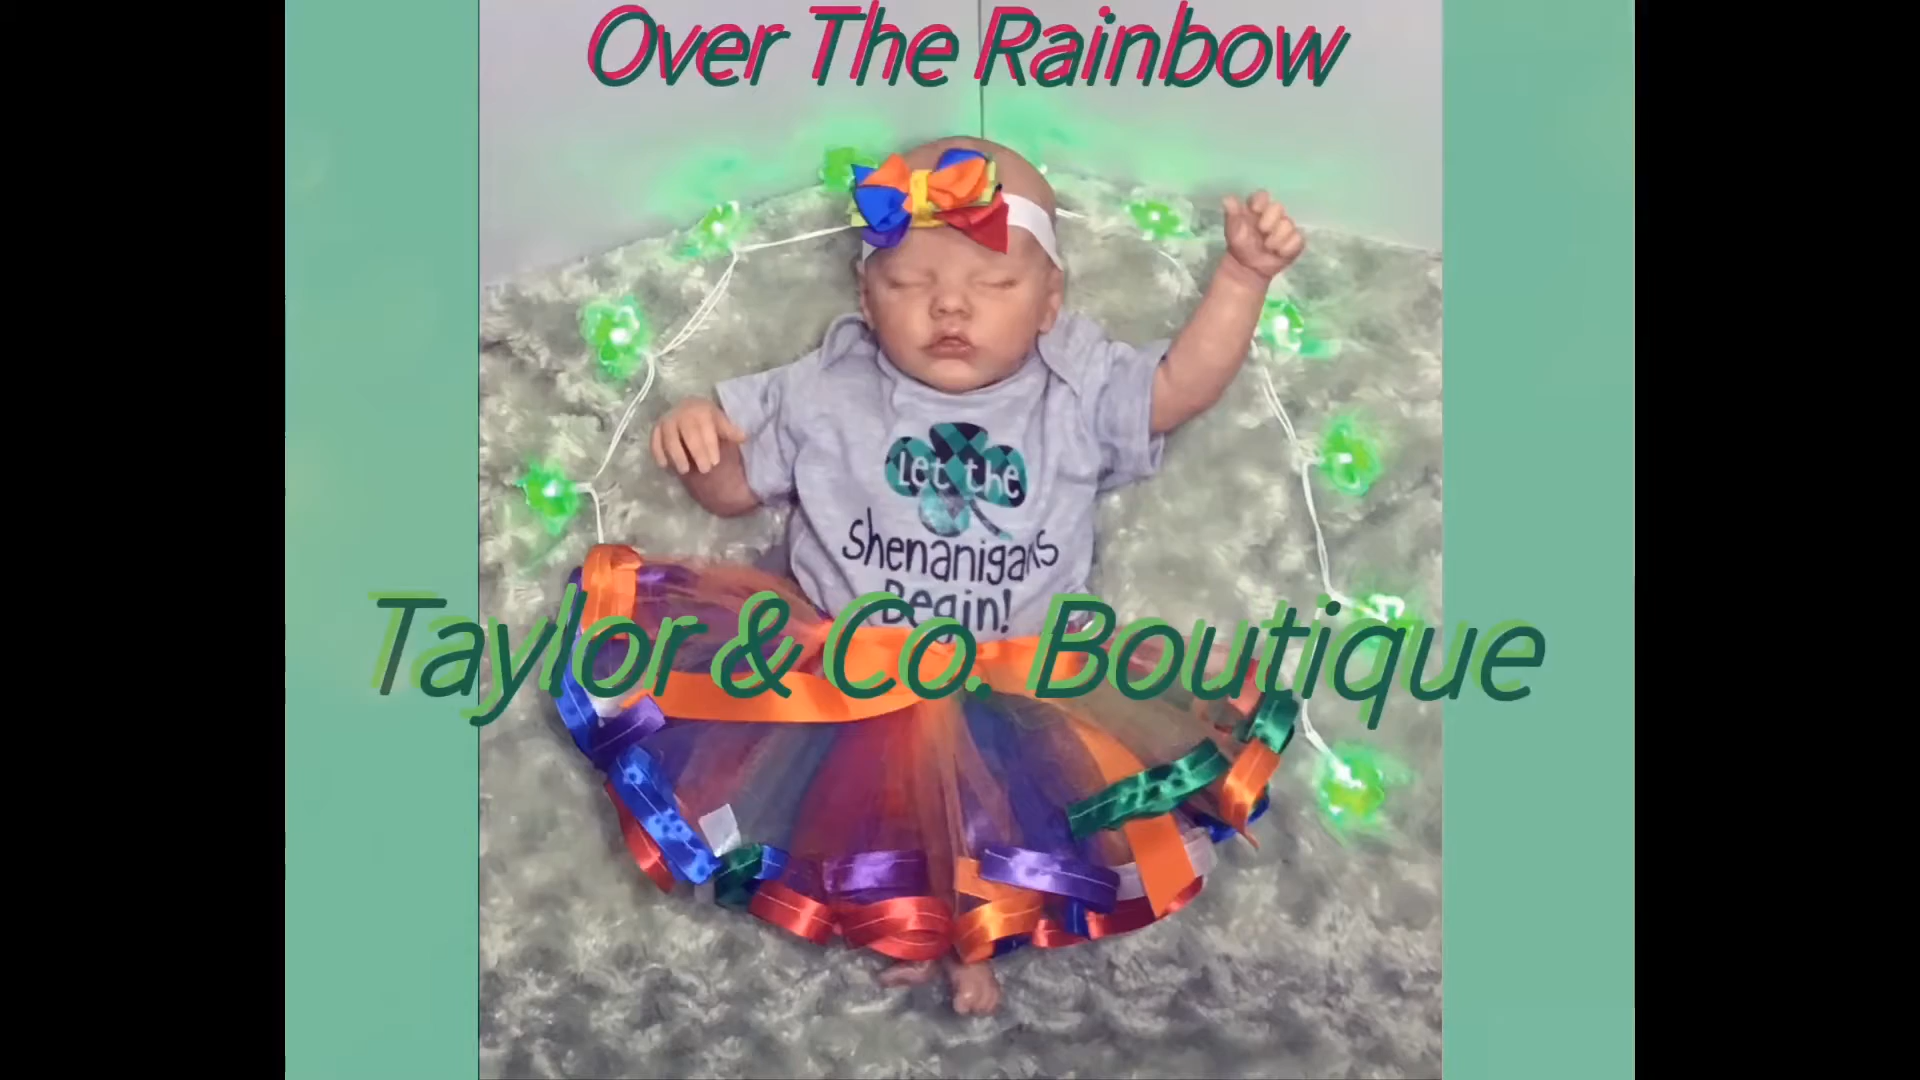 Over The Rainbow
Let the
Shenanigans
Begin!
Taylor & Co. Boutique